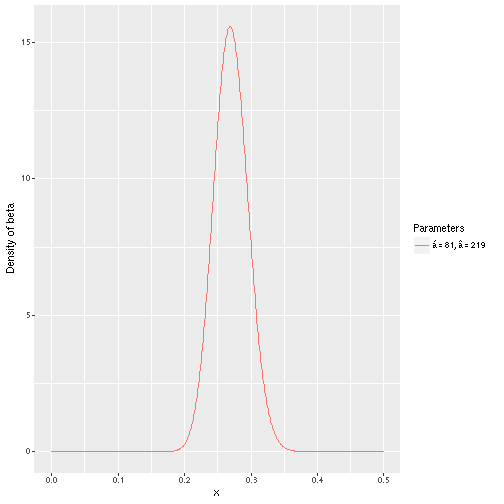 15
10
5
0
Density of beta
0.0 0.1 0.2 0.3 0.4 0.5
x
Parameters
â = 81, â = 219